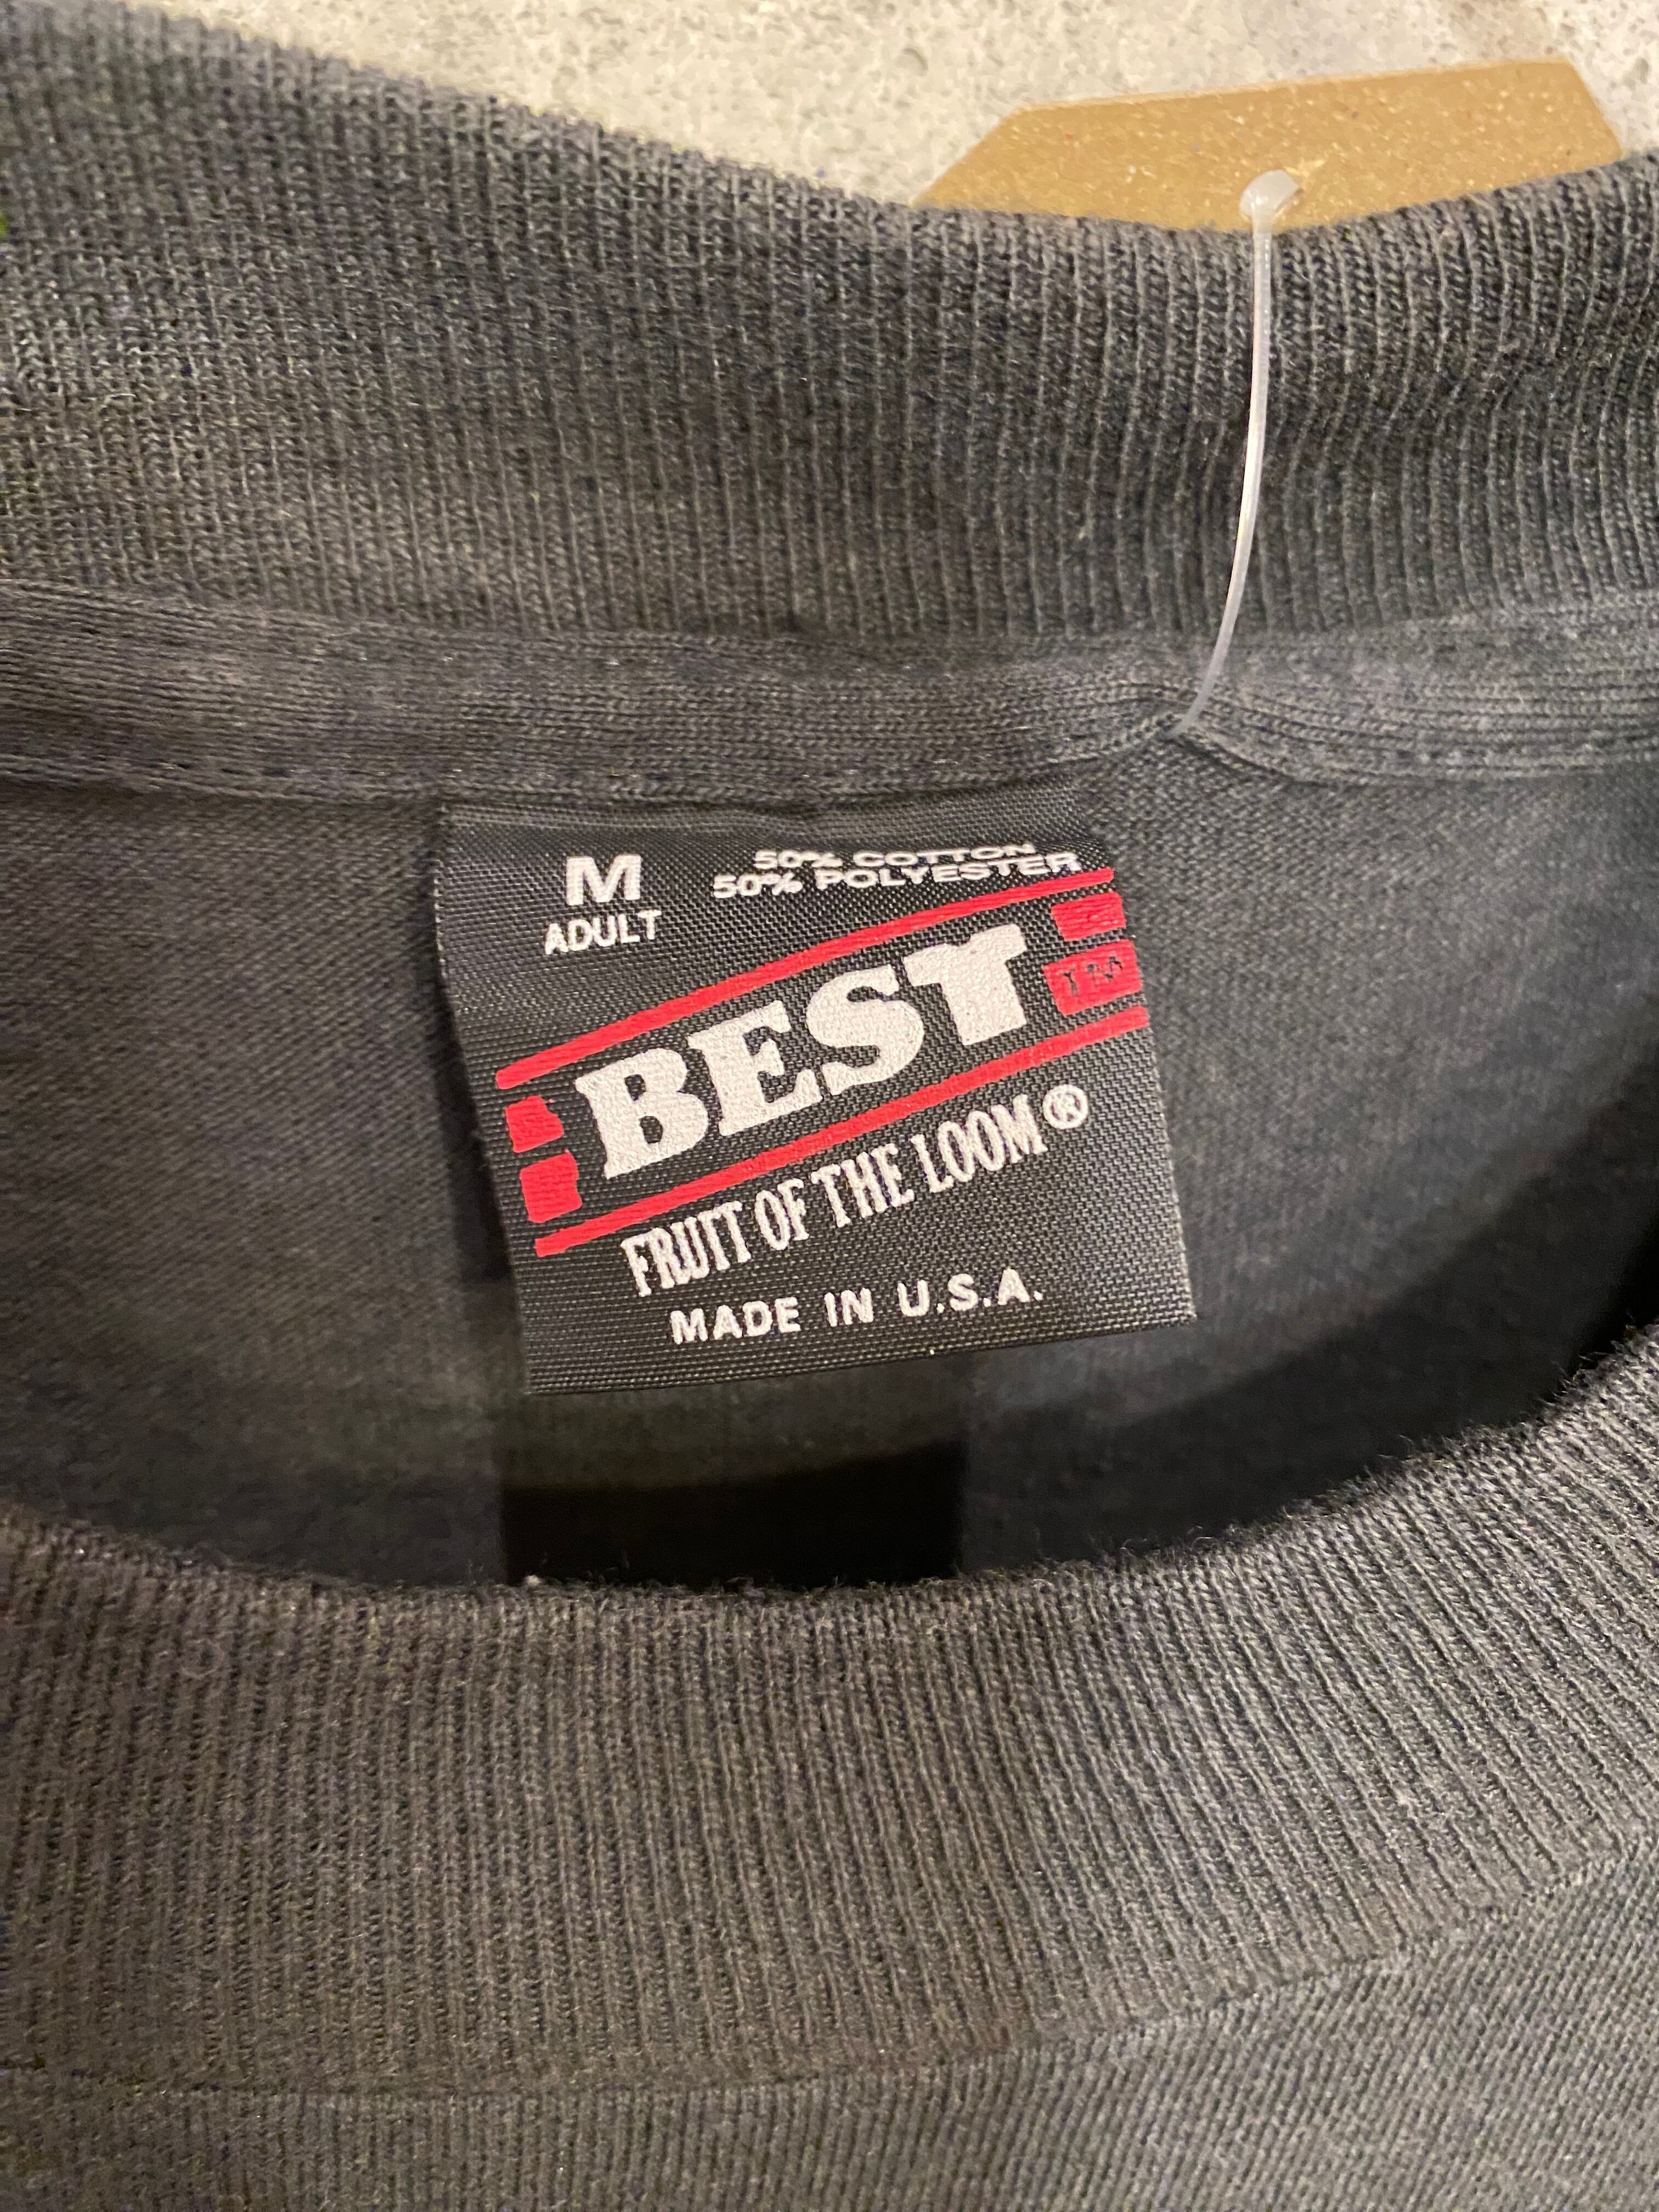 M
ADULT
50% COTTON
50% POLYESTER
BEST
TM
FRUIT OF THE LOOM®
MADE IN U.S.A.